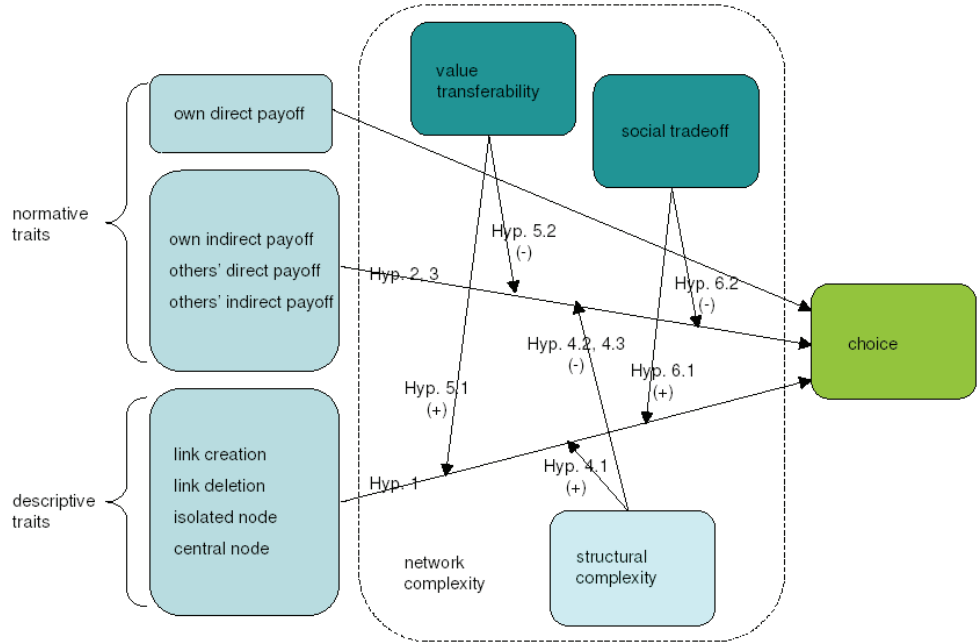 value
transferability
own direct payoff
social tradeoff
normative
traits
own indirect payoff
others' direct payoff
others' indirect payoff
Hyp. 5.2
(-)
Hyp. 2, 3
Hyp. 6.2
(-)
Hyp. 4.2, 4.3
(-)
choice
Hyp. 5.1
(+)
Hyp. 6.1
(+)
link creation
link deletion
isolated node
central node
descriptive
traits
Hyp. 1
Hyp. 4.1
(+)
network
complexity
structural
complexity